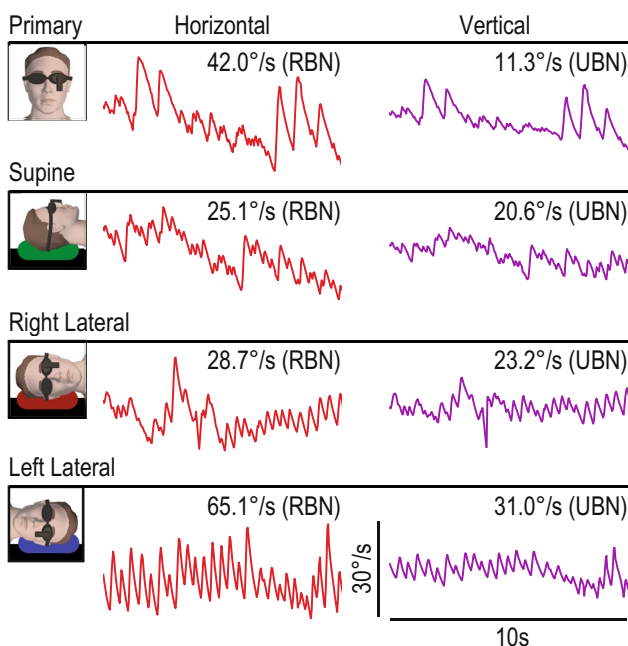 Primary Horizontal Vertical
42.0°/s (RBN) 11.3°/s (UBN)
Supine
25.1°/s (RBN) 20.6°/s (UBN)
Right Lateral
28.7°/s (RBN) 23.2°/s (UBN)
Left Lateral
65.1°/s (RBN) 31.0°/s (UBN)
30°/s
10s